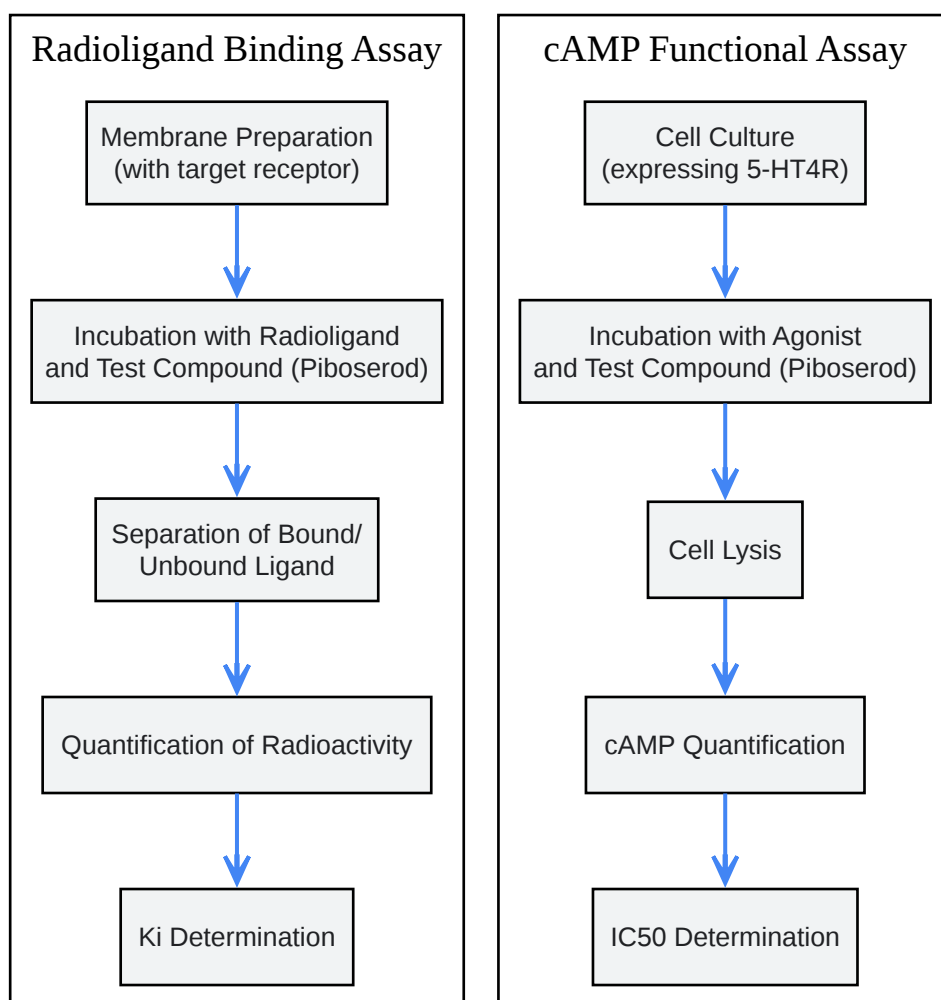 Radioligand Binding Assay
Membrane Preparation
(with target receptor)
Incubation with Radioligand
and Test Compound (Piboserod)
Separation of Bound/
Unbound Ligand
Quantification of Radioactivity
Ki Determination
cAMP Functional Assay
Cell Culture
(expressing 5-HT4R)
Incubation with Agonist
and Test Compound (Piboserod)
Cell Lysis
cAMP Quantification
IC50 Determination